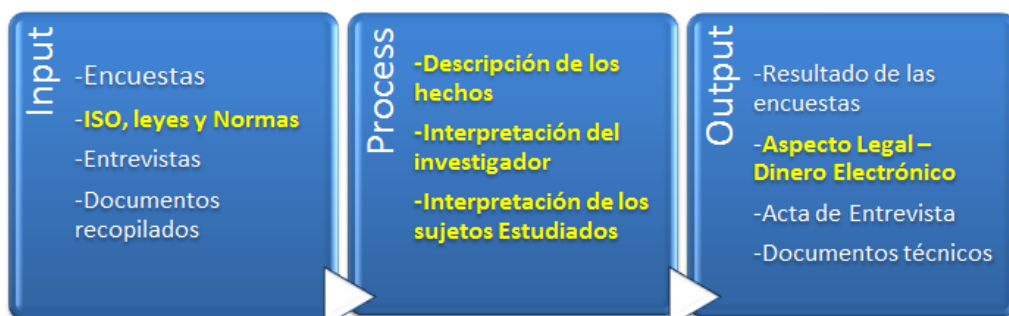 Input
-Encuestas
-ISO, leyes y Normas
-Entrevistas
-Documentos
recopilados
Process
-Descripción de los
hechos
-Interpretación del
investigador
-Interpretación de los
sujetos Estudiados
Output
-Resultado de las
encuestas
-Aspecto Legal –
Dinero Electrónico
-Acta de Entrevista
-Documentos técnicos